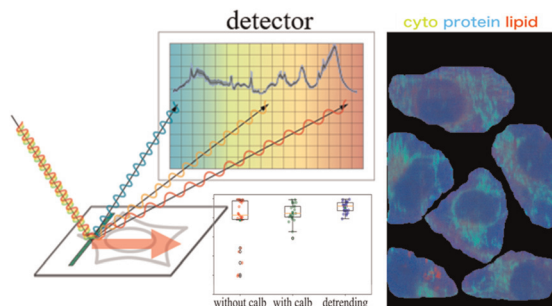 detector
cyto protein lipid
without calb with calb detrending